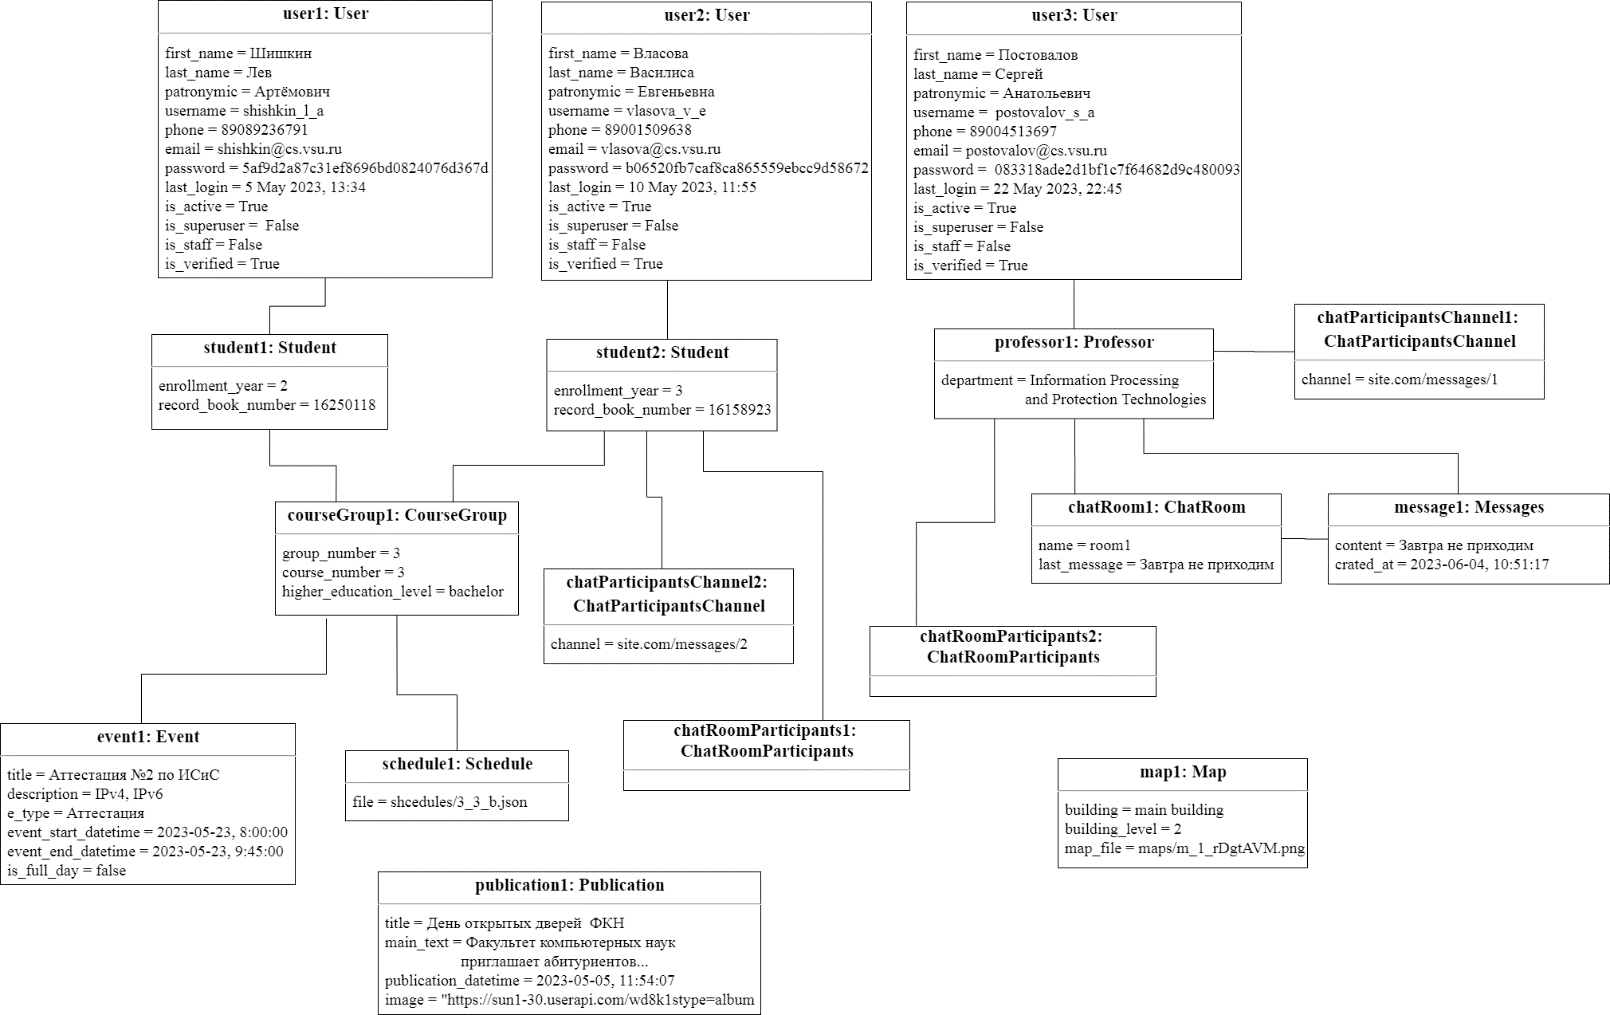 user1: User
first_name = Шишкин
last_name = Лев
patronymic = Артёмович
username = shishkin_l_a
phone = 89089236791
email = shishkin@cs.vsu.ru
password = 5af9d2a87c31ef8696bd0824076d367d
last_login = 5 May 2023, 13:34
is_active = True
is_superuser =  False
is_staff = False
is_verified = True
user2: User
first_name = Власова
last_name = Василиса
patronymic = Евгеньевна
username = vlasova_v_e
phone = 89001509638
email = vlasova@cs.vsu.ru
password = b06520fb7caf8ca865559ebcc9d58672
last_login = 10 May 2023, 11:55
is_active = True
is_superuser = False
is_staff = False
is_verified = True
user3: User
first_name = Постовалов
last_name = Сергей
patronymic = Анатольевич
username =  postovalov_s_a
phone = 89004513697
email = postovalov@cs.vsu.ru
password =  083318ade2d1bf1c7f64682d9c480093
last_login = 22 May 2023, 22:45
is_active = True
is_superuser = False
is_staff = False
is_verified = True
student1: Student
enrollment_year = 2
record_book_number = 16250118
student2: Student
enrollment_year = 3
record_book_number = 16158923
professor1: Professor
department = Information Processing
and Protection Technologies
chatParticipantsChannel1:
ChatParticipantsChannel
channel = site.com/messages/1
courseGroup1: CourseGroup
group_number = 3
course_number = 3
higher_education_level = bachelor
chatParticipantsChannel2:
ChatParticipantsChannel
channel = site.com/messages/2
chatRoom1: ChatRoom
name = room1
last_message = Завтра не приходим
message1: Messages
content = Завтра не приходим
crated_at = 2023-06-04, 10:51:17
chatRoomParticipants2:
ChatRoomParticipants
event1: Event
title = Аттестация №2 по ИСиС
description = IPv4, IPv6
e_type = Аттестация
event_start_datetime = 2023-05-23, 8:00:00
event_end_datetime = 2023-05-23, 9:45:00
is_full_day = false
schedule1: Schedule
file = shcedules/3_3_b.json
chatRoomParticipants1:
ChatRoomParticipants
map1: Map
building = main building
building_level = 2
map_file = maps/m_1_rDgtAVM.png
publication1: Publication
title = День открытых дверей  ФКН
main_text = Факультет компьютерных наук
приглашает абитуриентов...
publication_datetime = 2023-05-05, 11:54:07
image = "https://sun1-30.userapi.com/wd8k1stype=album